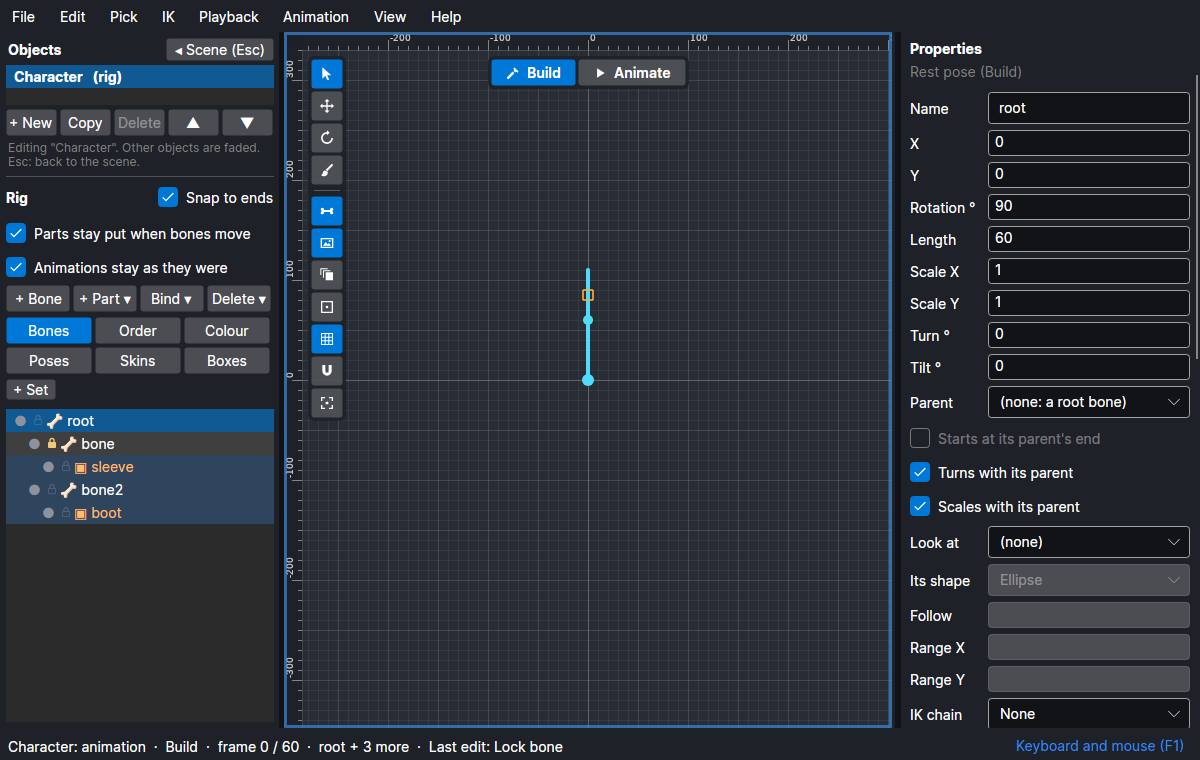 File Edit Pick IK Playback Animation View Help
Objects
◂ Scene (Esc)
Character (rig)
+ New Copy Delete ▲ ▼
Editing "Character". Other objects are faded.
Esc: back to the scene.
Rig
Snap to ends
Parts stay put when bones move
Animations stay as they were
+ Bone + Part ▾ Bind ▾ Delete ▾
Bones Order Colour
Poses Skins Boxes
+ Set
root
bone
sleeve
bone2
boot
-200 -100 0 100 200
300
200
100
0
-100
-200
-300
Build Animate
Properties
Rest pose (Build)
Name root
X 0
Y 0
Rotation ° 90
Length 60
Scale X 1
Scale Y 1
Turn ° 0
Tilt ° 0
Parent (none: a root bone)
Starts at its parent's end
Turns with its parent
Scales with its parent
Look at (none)
Its shape Ellipse
Follow
Range X
Range Y
IK chain None
Character: animation · Build · frame 0 / 60 · root + 3 more · Last edit: Lock bone
Keyboard and mouse (F1)